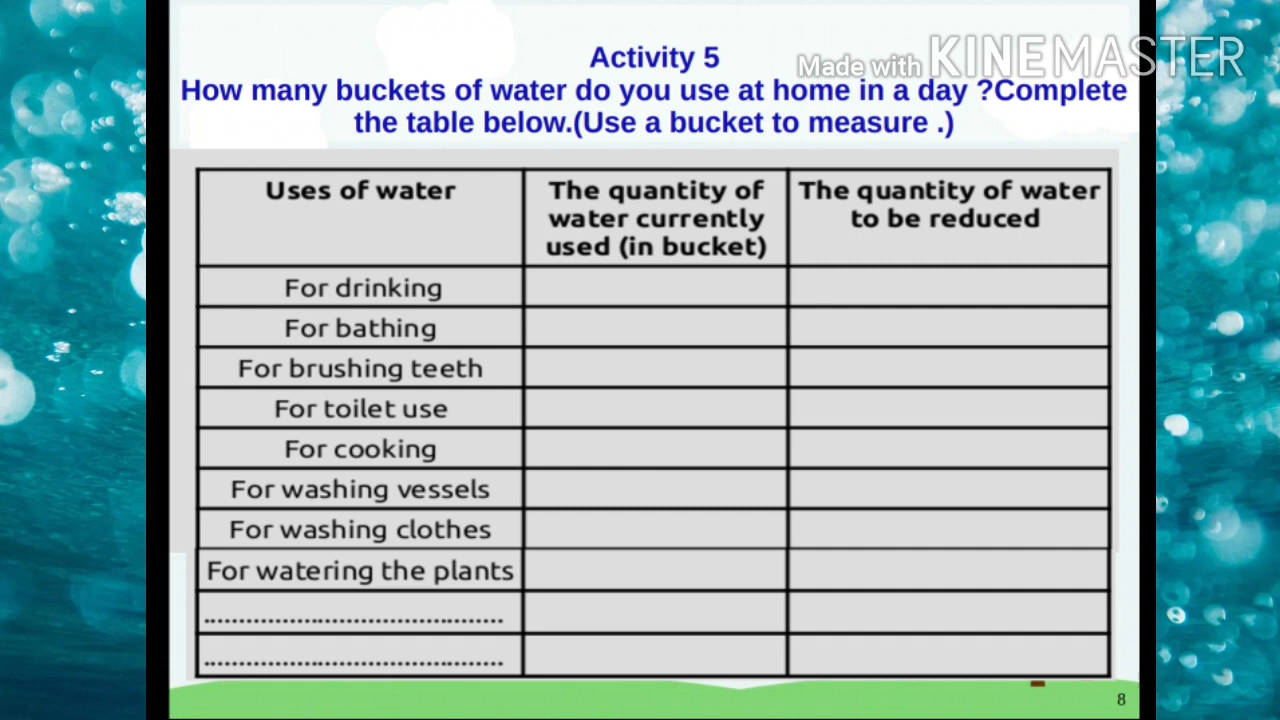 Activity 5
Made with KINEMASTER
How many buckets of water do you use at home in a day ?Complete
the table below.(Use a bucket to measure .)
Uses of water
The quantity of
water currently
used (in bucket)
The quantity of water
to be reduced
For drinking
For bathing
For brushing teeth
For toilet use
For cooking
For washing vessels
For washing clothes
For watering the plants
..........................................
..........................................
8